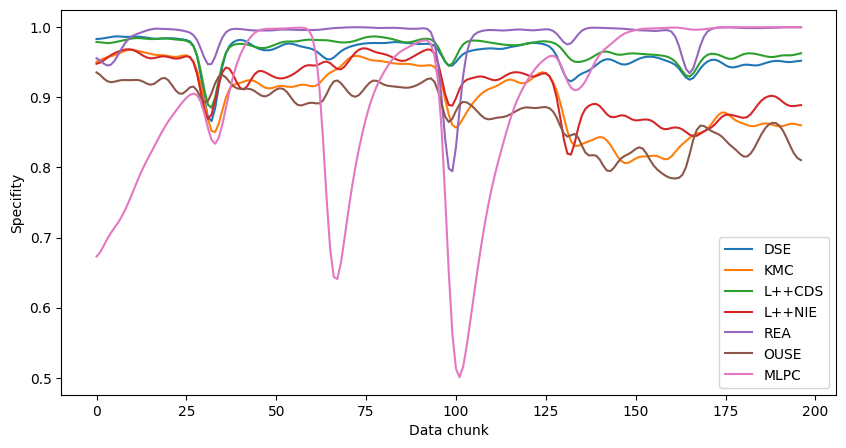 1.0
0.9
0.8
0.7
0.6
0.5
Specifity
0 25 50 75 100 125 150 175 200
Data chunk
DSE
KMC
L++CDS
L++NIE
REA
OUSE
MLPC